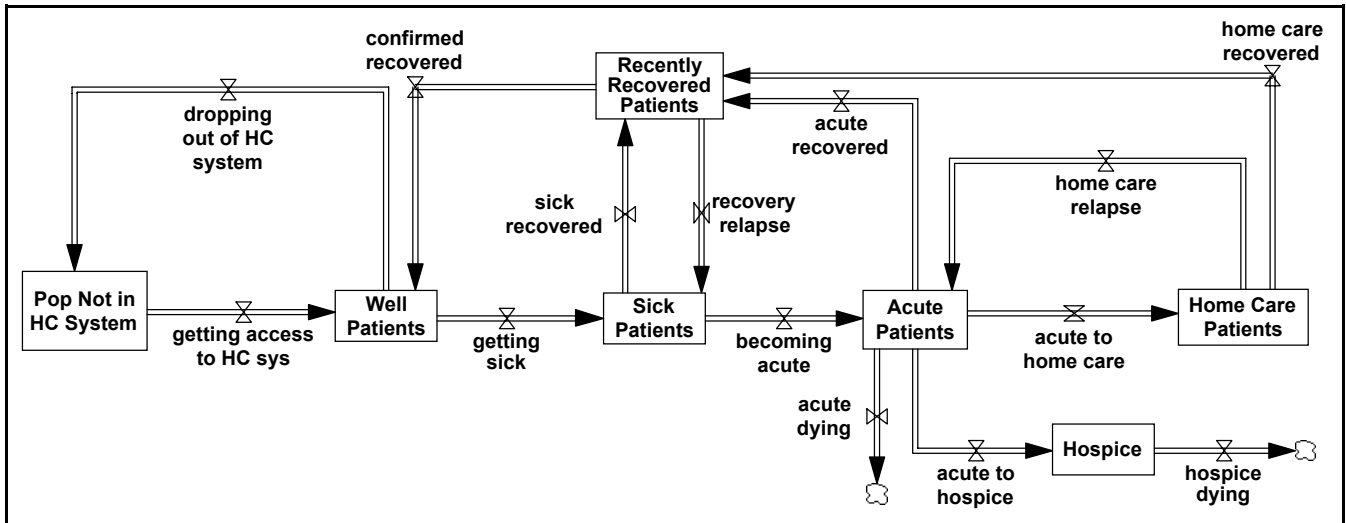 confirmed
recovered
home care
recovered
Recently
Recovered
Patients
dropping
out of HC
system
acute
recovered
home care
relapse
sick
recovered
recovery
relapse
Pop Not in
HC System
Well
Patients
Sick
Patients
Acute
Patients
Home Care
Patients
getting access
to HC sys
getting
sick
becoming
acute
acute to
home care
acute
dying
Hospice
acute to
hospice
hospice
dying